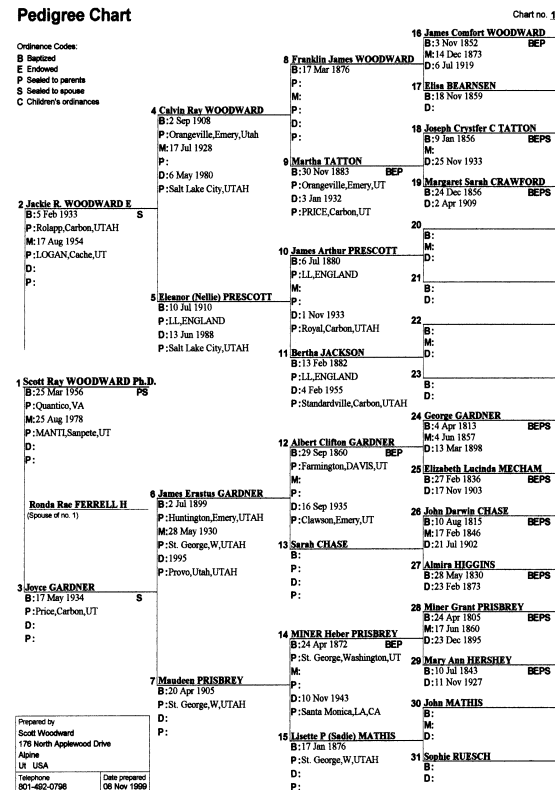 Pedigree Chart
Chart no. 1
Ordinance Codes:
B Baptized
E Endowed
P Sealed to parents
S Sealed to spouse
C Children's ordinances
1 Scott Ray WOODWARD Ph.D.
B:25 Mar 1956 PS
P:Quantico,VA
M:25 Aug 1978
P:MANTI,Sanpete,UT
D:
P:
Ronda Rae FERRELL H
(Spouse of no. 1)
2 Jackie R. WOODWARD E
B:5 Feb 1933 S
P:Rolapp,Carbon,UTAH
M:17 Aug 1954
P:LOGAN,Cache,UT
D:
P:
3 Joyce GARDNER
B:17 May 1934 S
P:Price,Carbon,UT
D:
P:
4 Calvin Ray WOODWARD
B:2 Sep 1908
P:Orangeville,Emery,Utah
M:17 Jul 1928
P:
D:6 May 1980
P:Salt Lake City,UTAH
5 Eleanor (Nellie) PRESCOTT
B:10 Jul 1910
P:LL,ENGLAND
D:13 Jun 1988
P:Salt Lake City,UTAH
6 James Erastus GARDNER
B:2 Jul 1899
P:Huntington,Emery,UTAH
M:28 May 1930
P:St. George,W,UTAH
D:1995
P:Provo,Utah,UTAH
7 Maudeen PRISBREY
B:20 Apr 1905
P:St. George,W,UTAH
D:
P:
8 Franklin James WOODWARD
B:17 Mar 1876
P:
M:
P:
D:
P:
9 Martha TATTON
B:30 Nov 1883 BEP
P:Orangeville,Emery,UT
D:3 Jan 1932
P:PRICE,Carbon,UT
10 James Arthur PRESCOTT
B:6 Jul 1880
P:LL,ENGLAND
M:
P:
D:1 Nov 1933
P:Royal,Carbon,UTAH
11 Bertha JACKSON
B:13 Feb 1882
P:LL,ENGLAND
D:4 Feb 1955
P:Standardville,Carbon,UTAH
12 Albert Clifton GARDNER
B:29 Sep 1860 BEP
P:Farmington,DAVIS,UT
M:
P:
D:16 Sep 1935
P:Clawson,Emery,UT
13 Sarah CHASE
B:
P:
D:
P:
14 MINER Heber PRISBREY
B:24 Apr 1872 BEP
P:St. George,Washington,UT
M:
P:
D:10 Nov 1943
P:Santa Monica,LA,CA
15 Lisette P (Sadie) MATHIS
B:17 Jan 1876
P:St. George,W,UTAH
D:
P:
16 James Comfort WOODWARD
B:3 Nov 1852 BEP
M:14 Dec 1873
D:6 Jul 1919
17 Elisa BEARNSEN
B:18 Nov 1859
D:
18 Joseph Crystfer C TATTON
B:9 Jan 1856 BEPS
M:
D:25 Nov 1933
19 Margaret Sarah CRAWFORD
B:24 Dec 1856 BEPS
D:2 Apr 1909
20
B:
M:
D:
21
B:
D:
22
B:
M:
D:
23
B:
D:
24 George GARDNER
B:4 Apr 1813 BEPS
M:4 Jun 1857
D:13 Mar 1898
25 Elizabeth Lucinda MECHAM
B:27 Feb 1836 BEPS
D:17 Nov 1903
26 John Darwin CHASE
B:10 Aug 1815 BEPS
M:17 Feb 1846
D:21 Jul 1902
27 Almira HIGGINS
B:28 May 1830 BEPS
D:23 Feb 1873
28 Miner Grant PRISBREY
B:24 Apr 1805 BEPS
M:17 Jun 1860
D:23 Dec 1895
29 Mary Ann HERSHEY
B:10 Jul 1843 BEPS
D:11 Nov 1927
30 John MATHIS
B:
M:
D:
31 Sophie RUESCH
B:
D:
Prepared by
Scott Woodward
176 North Applewood Drive
Alpine
Ut USA
Telephone
801-492-0796
Date prepared
06 Nov 1999